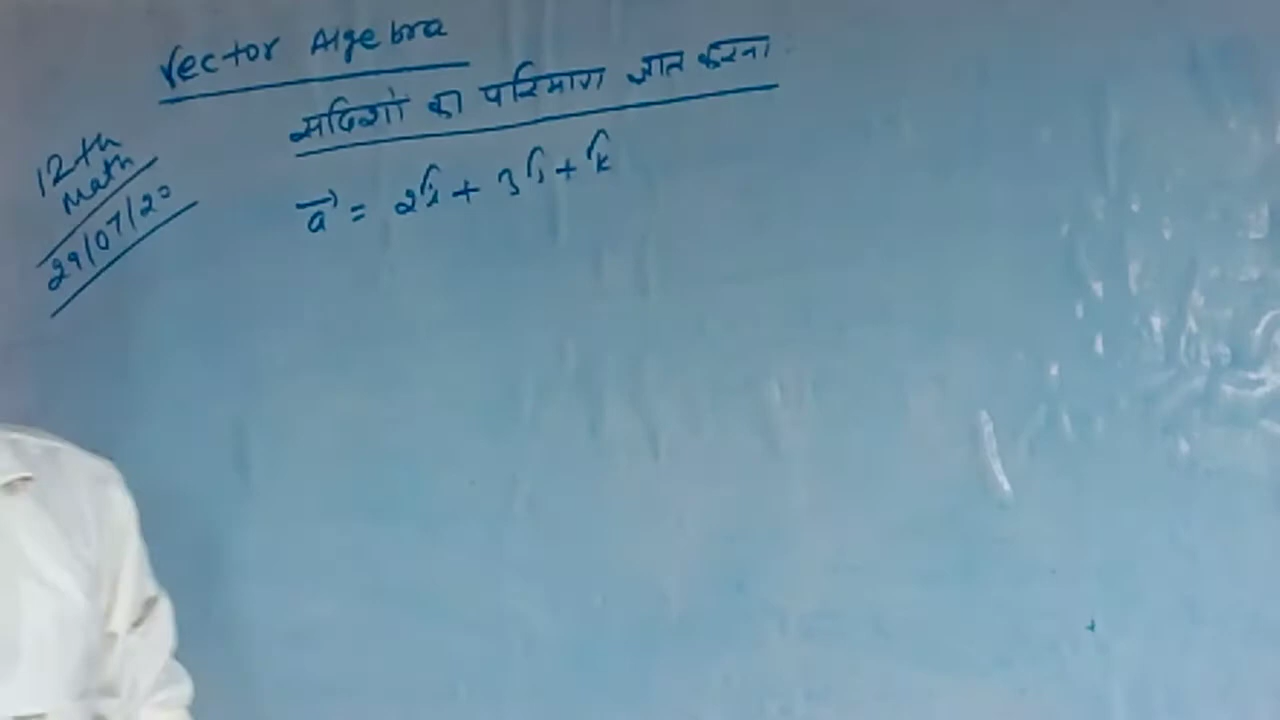 Vector Algebra
सदिशों का परिमाण ज्ञात करना
12th
Math
29/07/20
a⃗ = 2î + 3ĵ + k̂